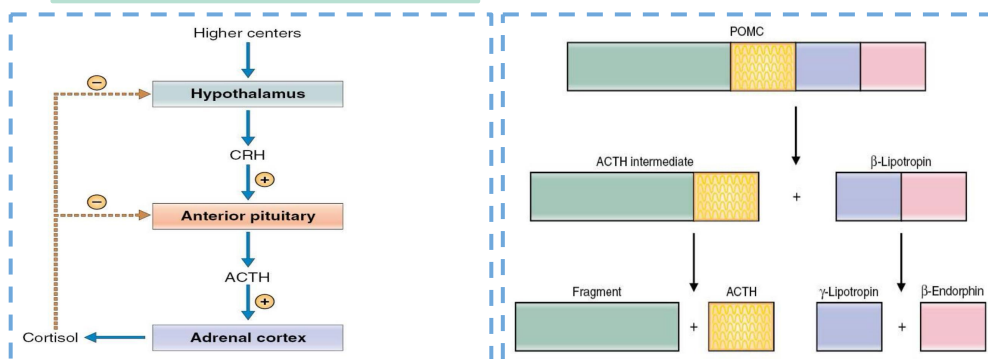 Higher centers
−
Hypothalamus
CRH
+
−
Anterior pituitary
ACTH
+
Cortisol
Adrenal cortex
POMC
ACTH intermediate
β-Lipotropin
+
Fragment
ACTH
γ-Lipotropin
β-Endorphin
+
+